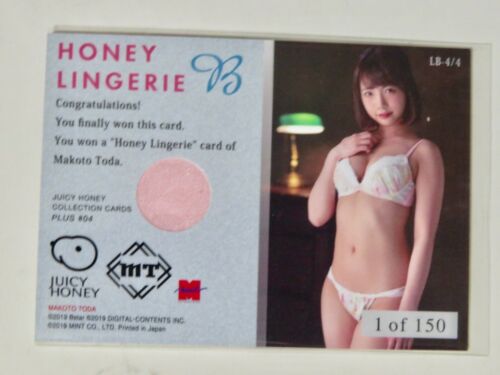 HONEY
LINGERIE B
LB-4/4
Congratulations!
You finally won this card.
You won a "Honey Lingerie" card of
Makoto Toda.
JUICY HONEY
COLLECTION CARDS
PLUS #04
JUICY
HONEY
MT
M
MAKOTO TODA
©2019 Betar ©2019 DIGITAL-CONTENTS INC.
©2019 MINT CO., LTD. Printed in Japan
1 of 150